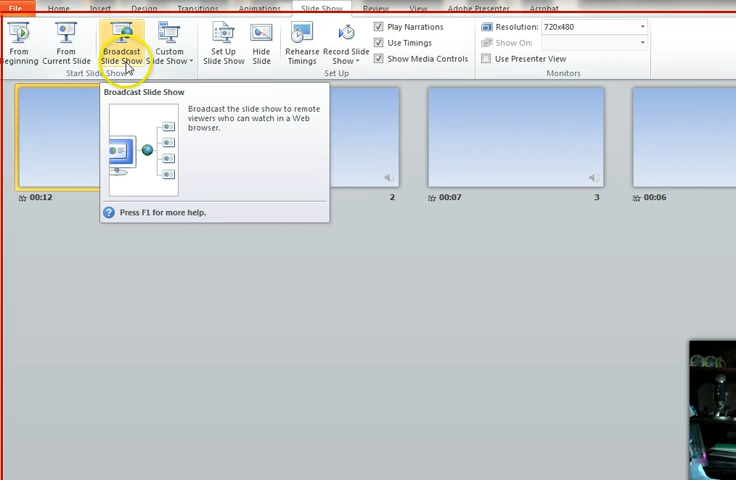 File Home Insert Design Transitions Animations Slide Show Review View Adobe Presenter Acrobat
From Beginning
From Current Slide
Broadcast Slide Show
Custom Slide Show
Set Up Slide Show
Hide Slide
Rehearse Timings
Record Slide Show
Play Narrations
Use Timings
Show Media Controls
Resolution: 720x480
Show On:
Use Presenter View
Start Slide Show
Set Up
Monitors
Broadcast Slide Show
Broadcast the slide show to remote
viewers who can watch in a Web
browser.
Press F1 for more help.
00:12
2
00:07
3
00:06